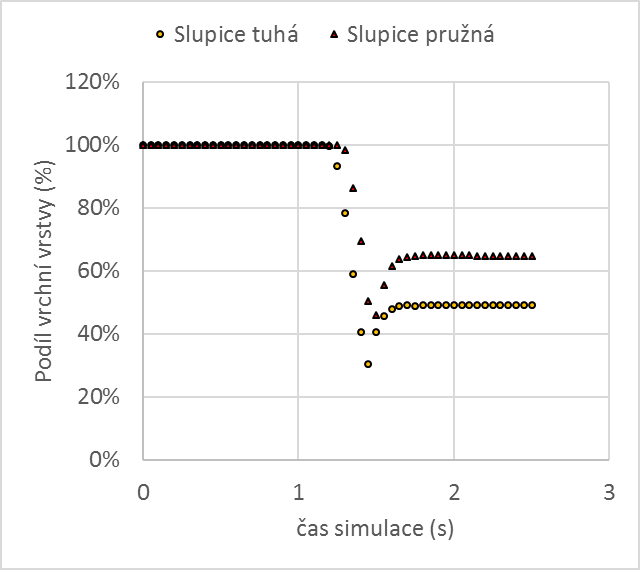 Slupice tuhá Slupice pružná
120%
100%
80%
60%
40%
20%
0%
Podíl vrchní vrstvy (%)
0 1 2 3
čas simulace (s)